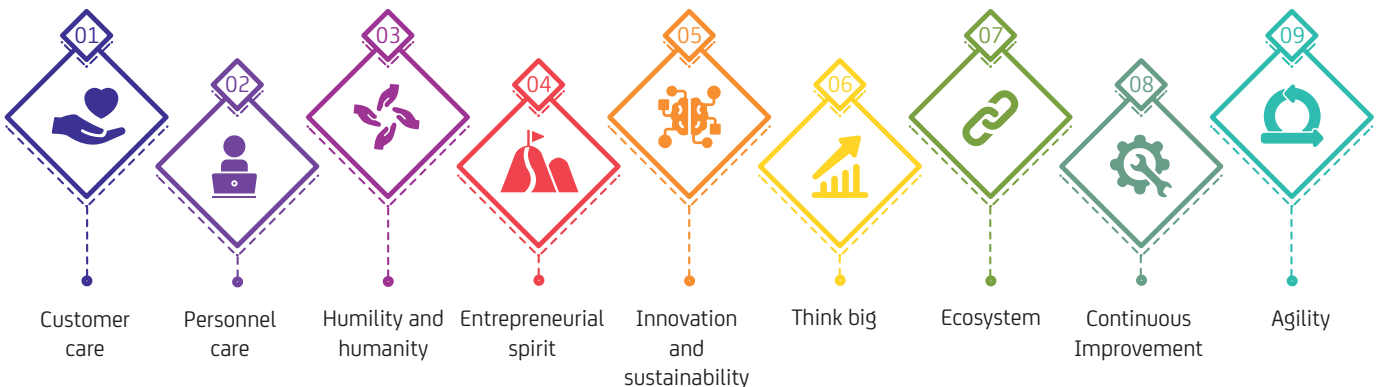 01
02
03
04
05
06
07
08
09
Customer
care
Personnel
care
Humility and
humanity
Entrepreneurial
spirit
Innovation
and
sustainability
Think big
Ecosystem
Continuous
Improvement
Agility